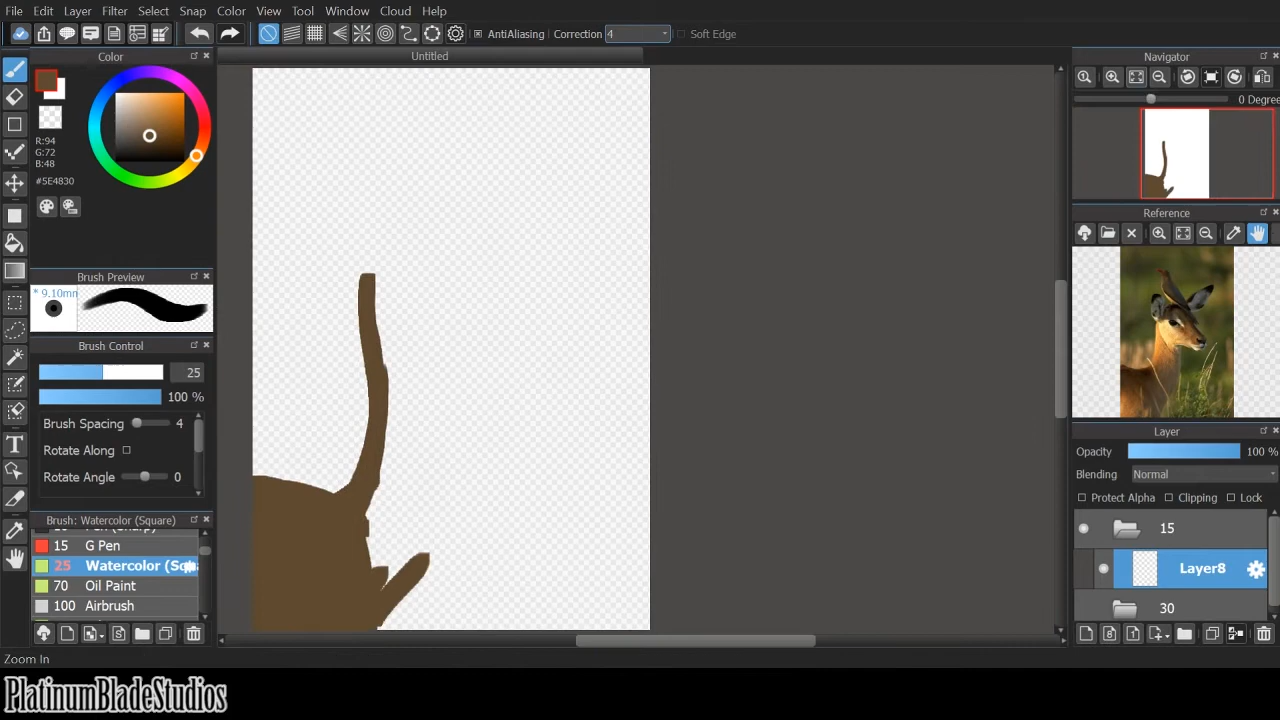 File Edit Layer Filter Select Snap Color View Tool Window Cloud Help
AntiAliasing Correction 4 Soft Edge
Color
Untitled
Navigator
0 Degree
R:94
G:72
B:48
#5E4830
Reference
Brush Preview
* 9.10mm
Brush Control
25
100 %
Brush Spacing 4
Rotate Along
Rotate Angle 0
Brush: Watercolor (Square)
15 G Pen
25 Watercolor (Squa
70 Oil Paint
100 Airbrush
Layer
Opacity 100 %
Blending Normal
Protect Alpha Clipping Lock
15
Layer8
30
Zoom In
PlatinumBladeStudios